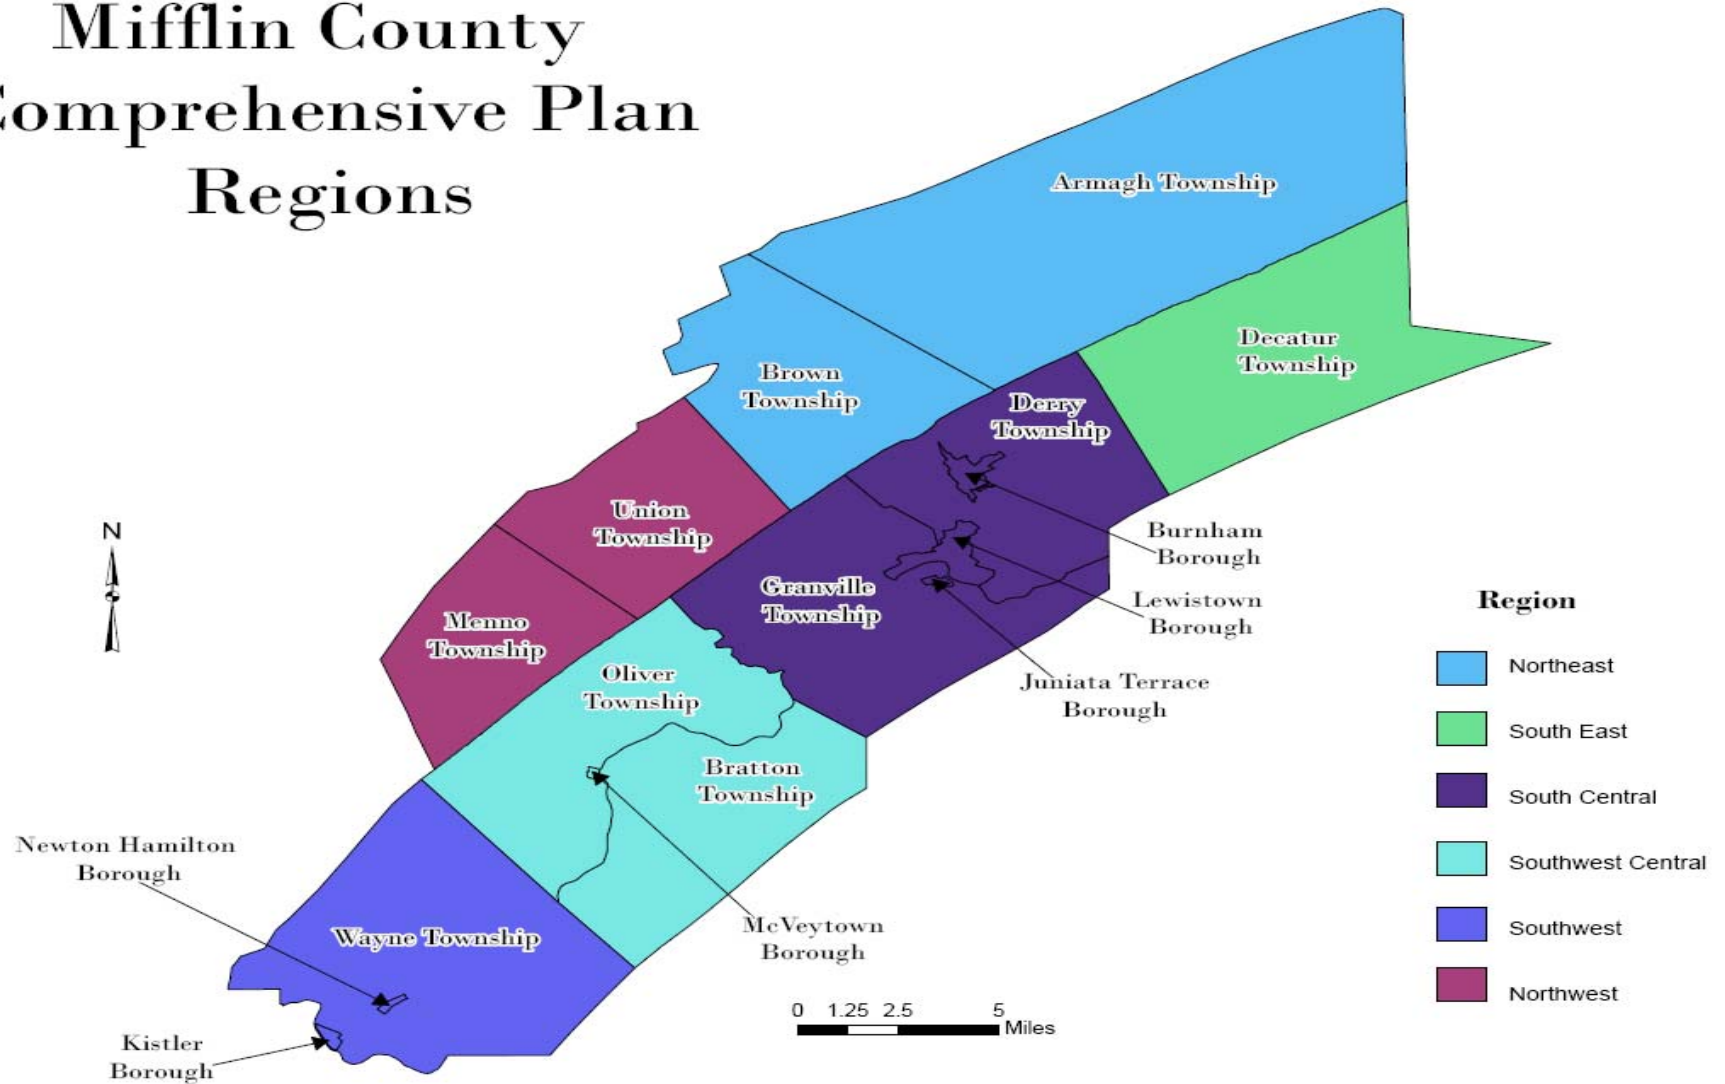 Mifflin County
Comprehensive Plan
Regions
Armagh Township
Decatur
Township
Brown
Township
Derry
Township
Union
Township
Burnham
Borough
N
Granville
Township
Lewistown
Borough
Menno
Township
Oliver
Township
Juniata Terrace
Borough
Bratton
Township
Newton Hamilton
Borough
McVeytown
Borough
Wayne Township
Kistler
Borough
0 1.25 2.5 5
Miles
Region
Northeast
South East
South Central
Southwest Central
Southwest
Northwest